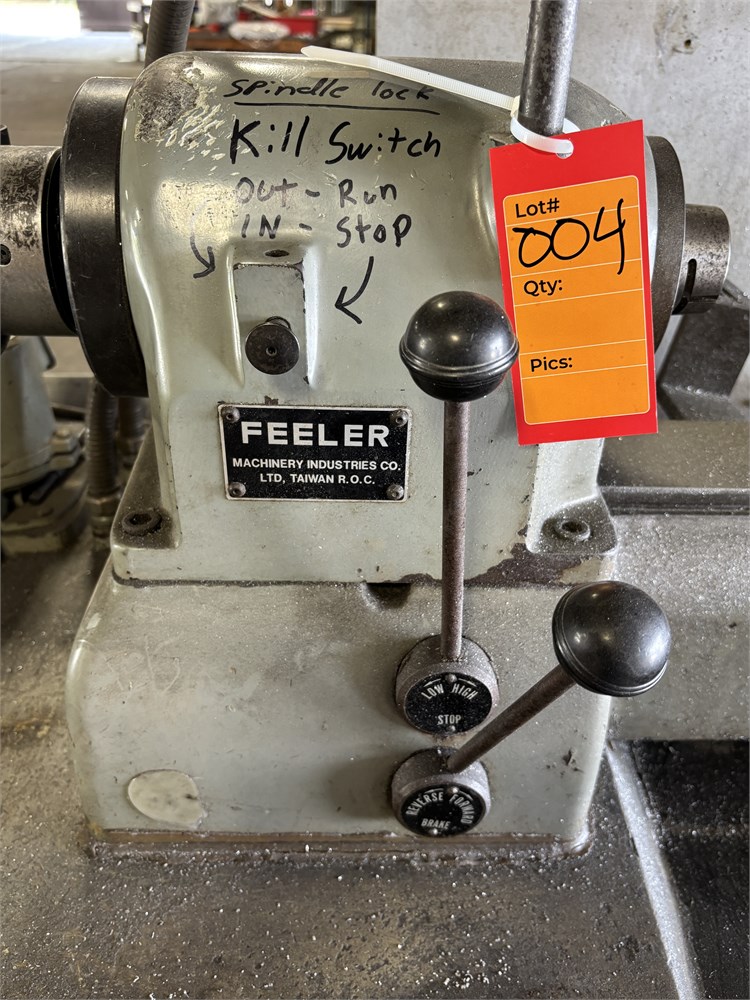 Spindle lock
Kill Switch
Out - Run
IN - Stop
Lot#
004
Qty:
Pics:
FEELER
MACHINERY INDUSTRIES CO.
LTD, TAIWAN R.O.C.
LOW HIGH
STOP
REVERSE FORWARD
BRAKE